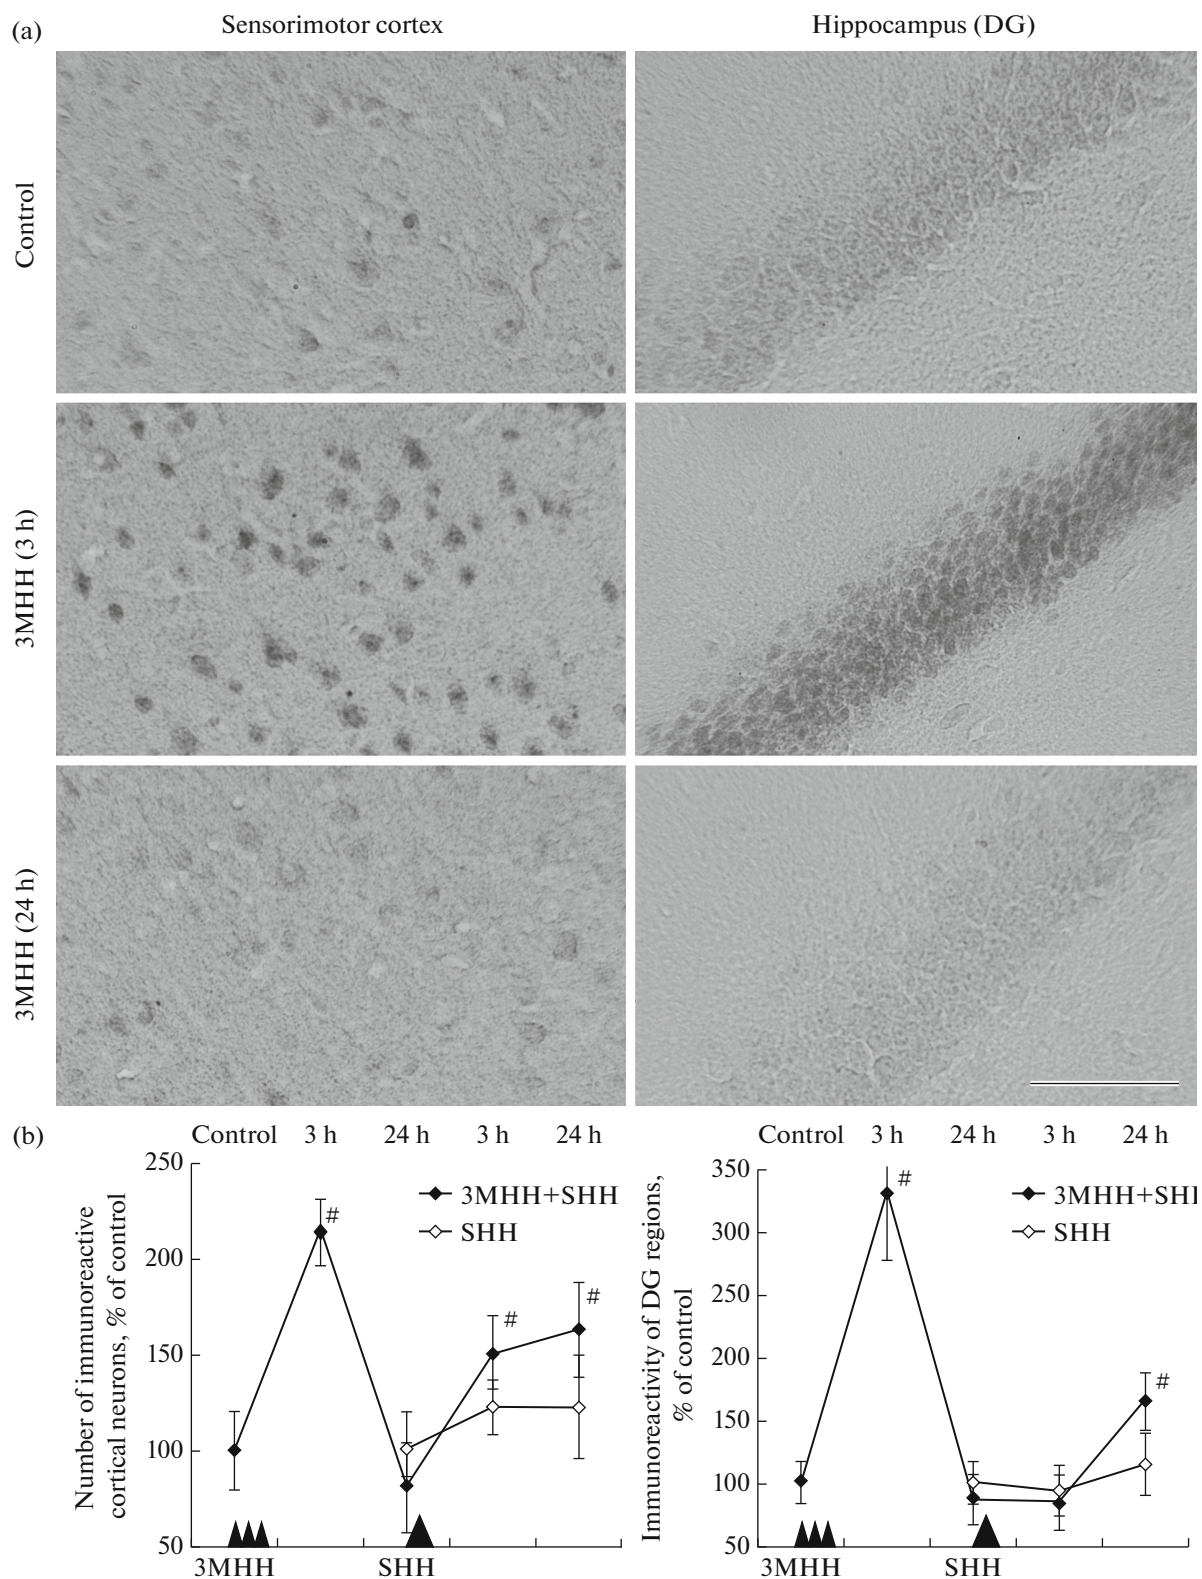 (a)
Sensorimotor cortex
Hippocampus (DG)
Control
3MHH (3 h)
3MHH (24 h)
(b)
Control 3 h 24 h 3 h 24 h
250
200
150
100
50
Number of immunoreactive
cortical neurons, % of control
3MHH+SHH
SHH
#
#
#
3MHH
SHH
Control 3 h 24 h 3 h 24 h
350
300
250
200
150
100
50
Immunoreactivity of DG regions,
% of control
3MHH+SH
SHH
#
#
3MHH
SHH